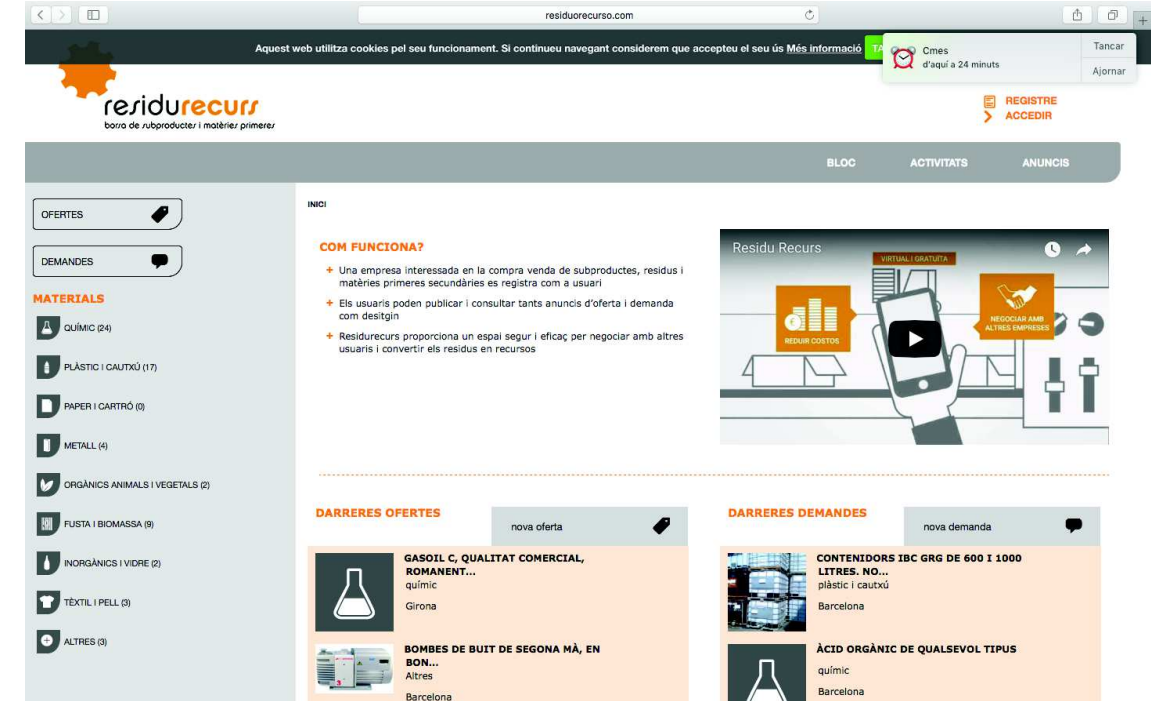 residuorecurso.com
Aquest web utilitza cookies pel seu funcionament. Si continueu navegant considerem que accepteu el seu ús Més informació
Cmes
d'aquí a 24 minuts
Tancar
Ajornar
residurecurs
borsa de subproductes i matèries primeres
REGISTRE
ACCEDIR
BLOC ACTIVITATS ANUNCIS
OFERTES
DEMANDES
MATERIALS
QUÍMIC (24)
PLÀSTIC I CAUTXÚ (17)
PAPER I CARTRÓ (0)
METALL (4)
ORGÀNICS ANIMALS I VEGETALS (2)
FUSTA I BIOMASSA (9)
INORGÀNICS I VIDRE (2)
TÈXTIL I PELL (3)
ALTRES (3)
INICI
COM FUNCIONA?
+ Una empresa interessada en la compra venda de subproductes, residus i
matèries primeres secundàries es registra com a usuari
+ Els usuaris poden publicar i consultar tants anuncis d'oferta i demanda
com desitgin
+ Residurecurs proporciona un espai segur i eficaç per negociar amb altres
usuaris i convertir els residus en recursos
Residu Recurs
VIRTUAL I GRATUÏTA
REDUIR COSTOS
NEGOCIAR AMB
ALTRES EMPRESES
DARRERES OFERTES
nova oferta
GASOIL C, QUALITAT COMERCIAL,
ROMANENT...
químic
Girona
BOMBES DE BUIT DE SEGONA MÀ, EN
BON...
Altres
Barcelona
DARRERES DEMANDES
nova demanda
CONTENIDORS IBC GRG DE 600 I 1000
LITRES. NO...
plàstic i cautxú
Barcelona
ÀCID ORGÀNIC DE QUALSEVOL TIPUS
químic
Barcelona